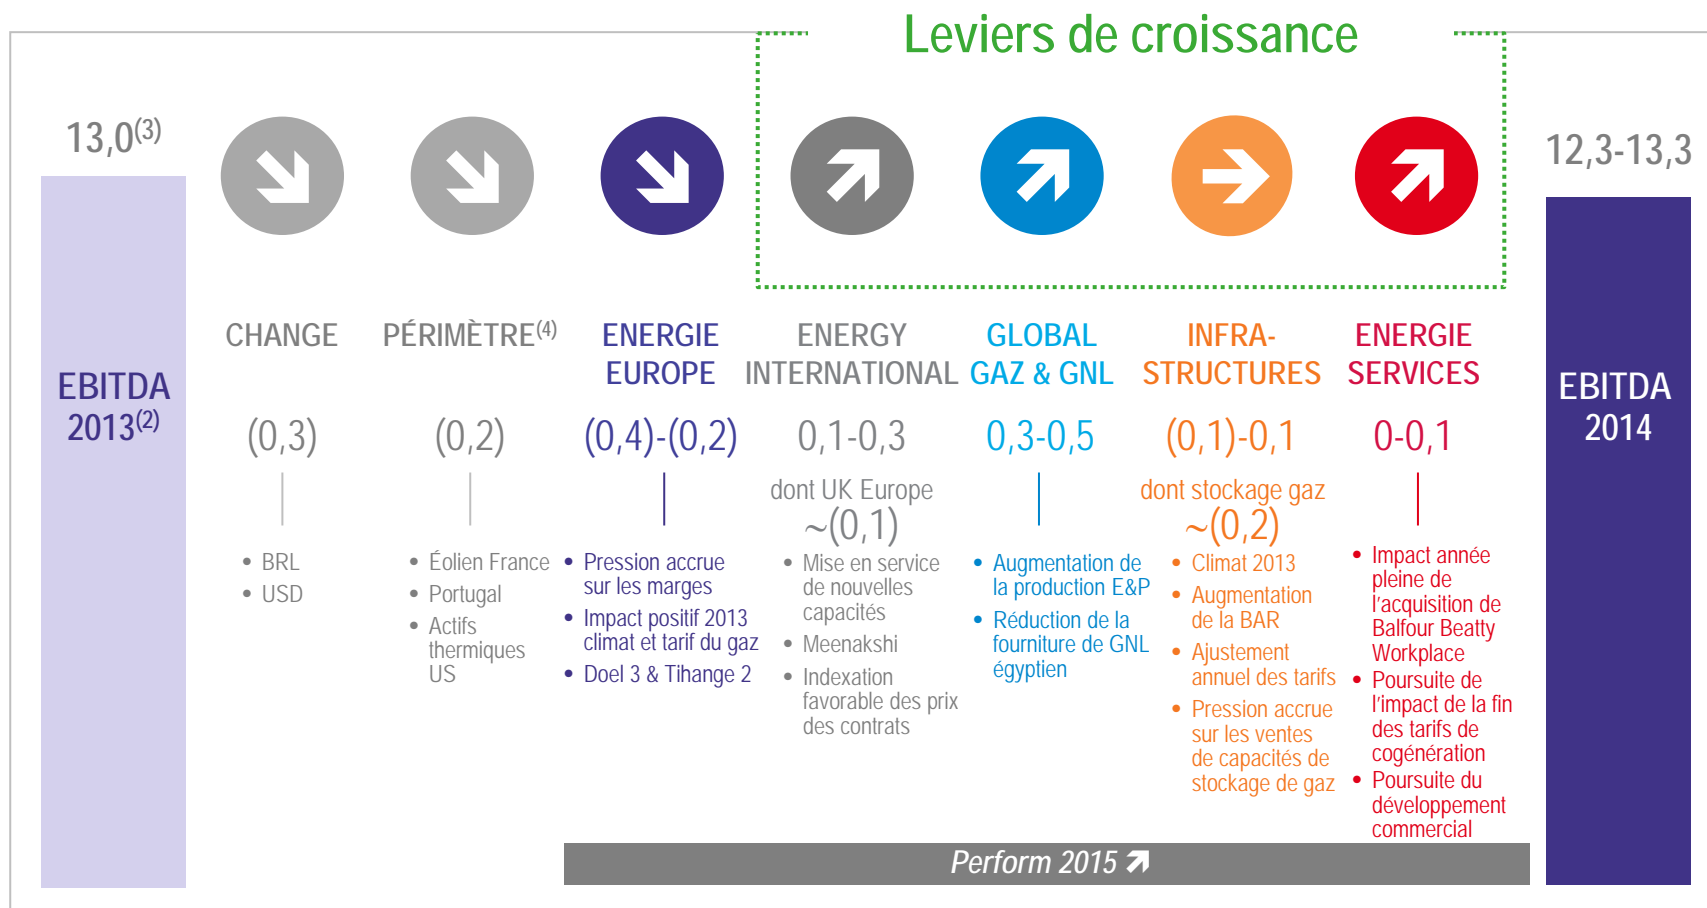 Leviers de croissance
13,0(3)
EBITDA
2013(2)
CHANGE
(0,3)
• BRL
• USD
PÉRIMÈTRE(4)
(0,2)
• Éolien France
• Portugal
• Actifs
thermiques
US
ENERGIE
EUROPE
(0,4)-(0,2)
• Pression accrue
sur les marges
• Impact positif 2013
climat et tarif du gaz
• Doel 3 & Tihange 2
ENERGY
INTERNATIONAL
0,1-0,3
dont UK Europe
~(0,1)
• Mise en service
de nouvelles
capacités
• Meenakshi
• Indexation
favorable des prix
des contrats
GLOBAL
GAZ & GNL
0,3-0,5
• Augmentation de
la production E&P
• Réduction de la
fourniture de GNL
égyptien
INFRA-
STRUCTURES
(0,1)-0,1
dont stockage gaz
~(0,2)
• Climat 2013
• Augmentation
de la BAR
• Ajustement
annuel des tarifs
• Pression accrue
sur les ventes
de capacités de
stockage de gaz
ENERGIE
SERVICES
0-0,1
• Impact année
pleine de
l'acquisition de
Balfour Beatty
Workplace
• Poursuite de
l'impact de la fin
des tarifs de
cogénération
• Poursuite du
développement
commercial
12,3-13,3
EBITDA
2014
Perform 2015